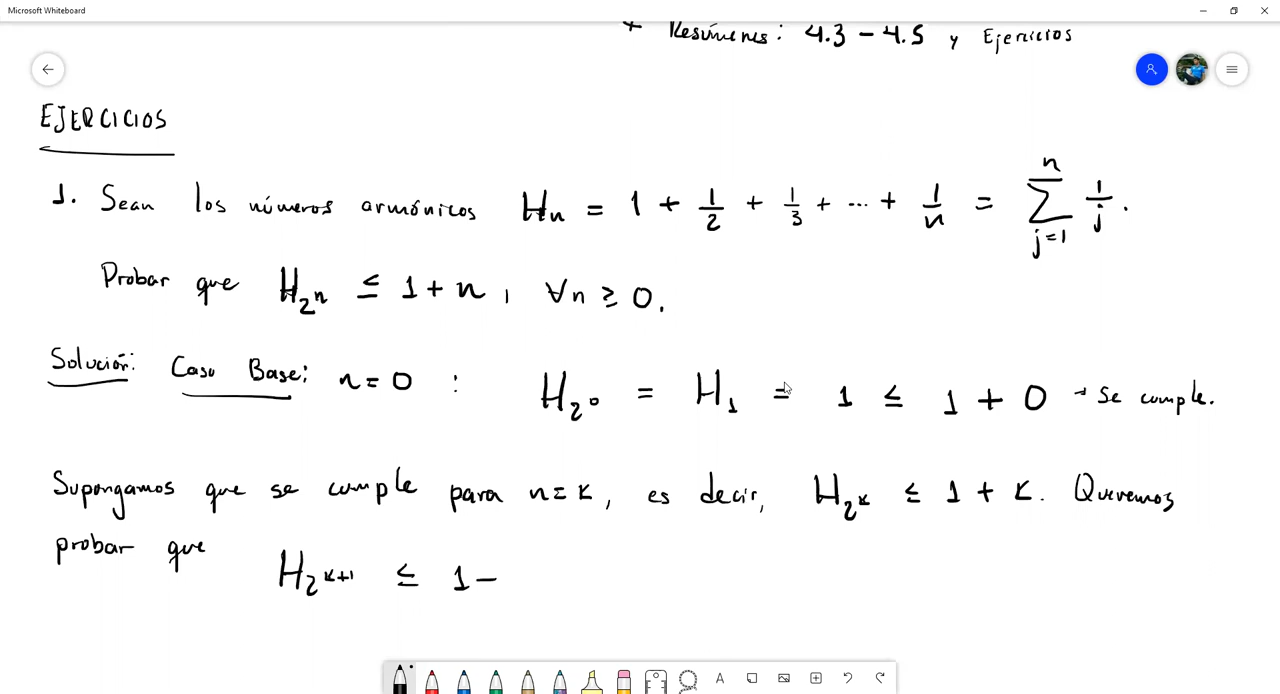 Microsoft Whiteboard
+ Resúmenes: 4.3 – 4.5 y Ejercicios
EJERCICIOS
1. Sean los números armónicos Hₙ = 1 + 1/2 + 1/3 + ... + 1/n = ∑_{j=1}^{n} 1/j.
Probar que H_{2^n} ≤ 1 + n, ∀n ≥ 0.
Solución: Caso Base: n = 0 : H_{2^0} = H_1 = 1 ≤ 1 + 0 → Se cumple.
Supongamos que se cumple para n = k, es decir, H_{2^k} ≤ 1 + k. Queremos
probar que H_{2^{k+1}} ≤ 1 –